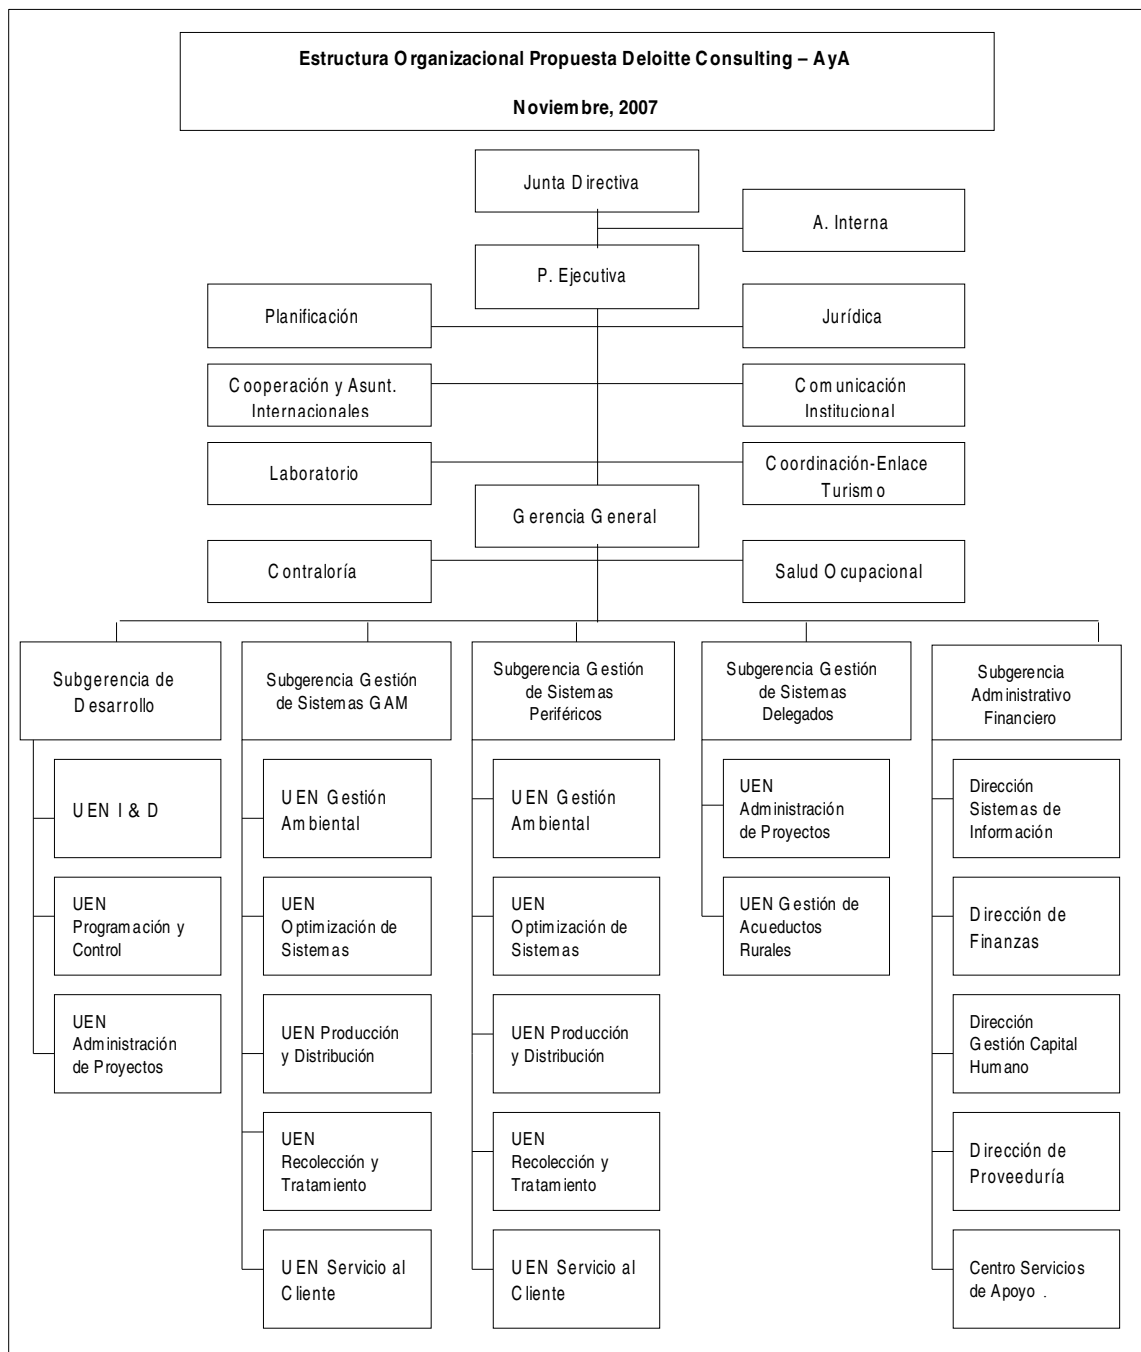 Estructura Organizacional Propuesta Deloitte Consulting – AyA
Noviembre, 2007
Junta Directiva
A. Interna
P. Ejecutiva
Planificación
Jurídica
Cooperación y Asunt.
Internacionales
Comunicación
Institucional
Laboratorio
Coordinación-Enlace
Turismo
Gerencia General
Contraloría
Salud Ocupacional
Subgerencia de
Desarrollo
Subgerencia Gestión
de Sistemas GAM
Subgerencia Gestión
de Sistemas
Periféricos
Subgerencia Gestión
de Sistemas
Delegados
Subgerencia
Administrativo
Financiero
UEN I & D
UEN Gestión
Ambiental
UEN Gestión
Ambiental
UEN
Administración
de Proyectos
Dirección
Sistemas de
Información
UEN
Programación y
Control
UEN
Optimización de
Sistemas
UEN
Optimización de
Sistemas
UEN Gestión de
Acueductos
Rurales
Dirección de
Finanzas
UEN
Administración
de Proyectos
UEN Producción
y Distribución
UEN Producción
y Distribución
Dirección
Gestión Capital
Humano
UEN
Recolección y
Tratamiento
UEN
Recolección y
Tratamiento
Dirección de
Proveeduría
UEN Servicio al
Cliente
UEN Servicio al
Cliente
Centro Servicios
de Apoyo .